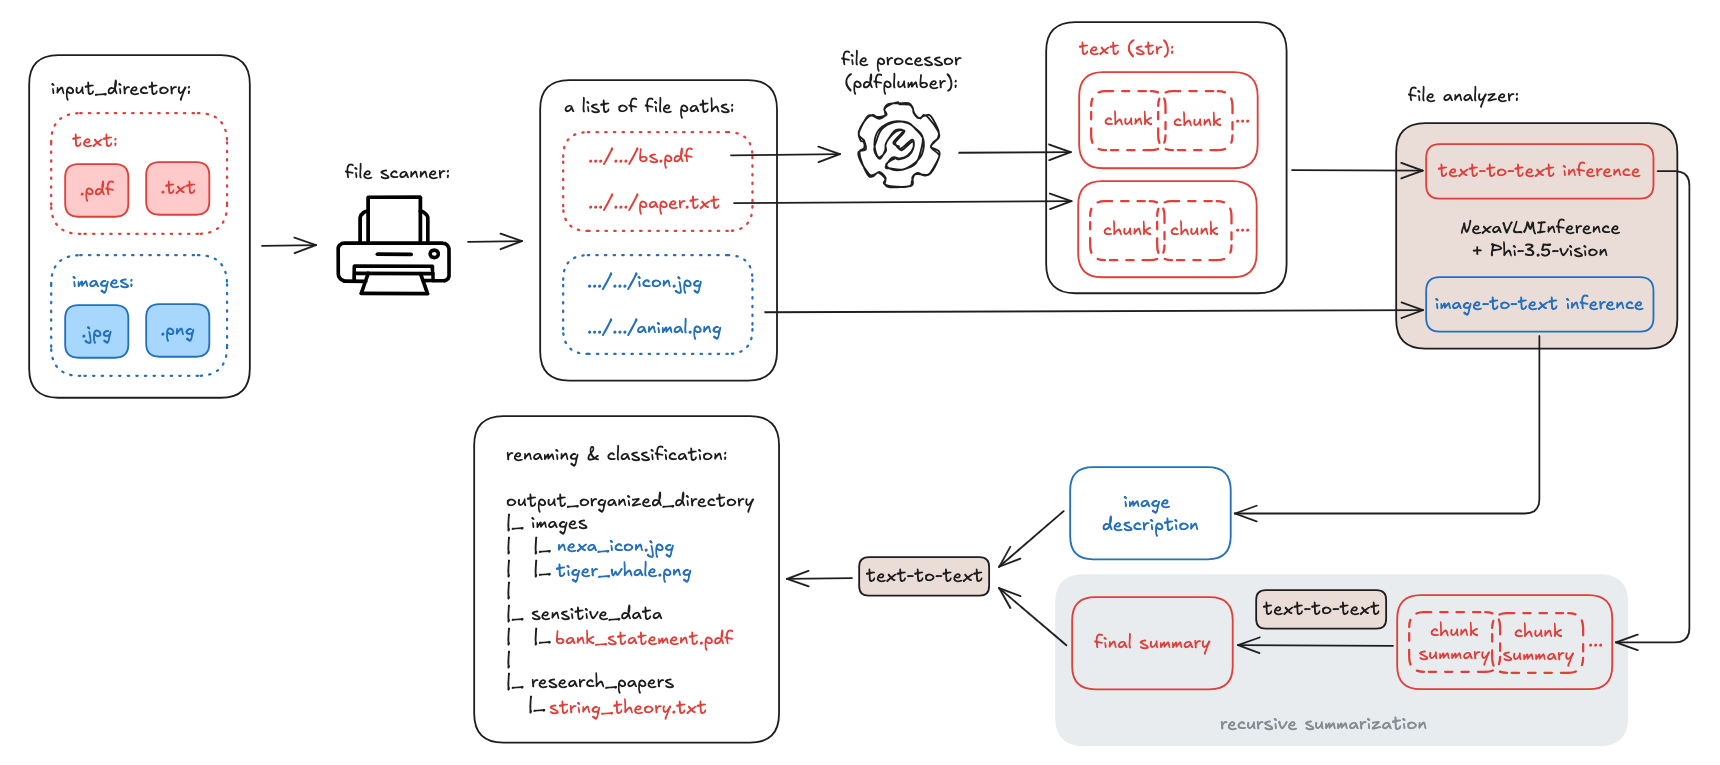 input_directory:
text:
.pdf
.txt
images:
.jpg
.png
file scanner:
a list of file paths:
.../.../bs.pdf
.../.../paper.txt
.../.../icon.jpg
.../.../animal.png
file processor
(pdfplumber):
text (str):
chunk
chunk
...
chunk
chunk
...
file analyzer:
text-to-text inference
NexaVLMInference
+ Phi-3.5-vision
image-to-text inference
image
description
text-to-text
chunk
summary
chunk
summary
...
final summary
recursive summarization
text-to-text
renaming & classification:
output_organized_directory
|_ images
| |_ nexa_icon.jpg
| |_ tiger_whale.png
|
|_ sensitive_data
| |_ bank_statement.pdf
|
|_ research_papers
|_ string_theory.txt